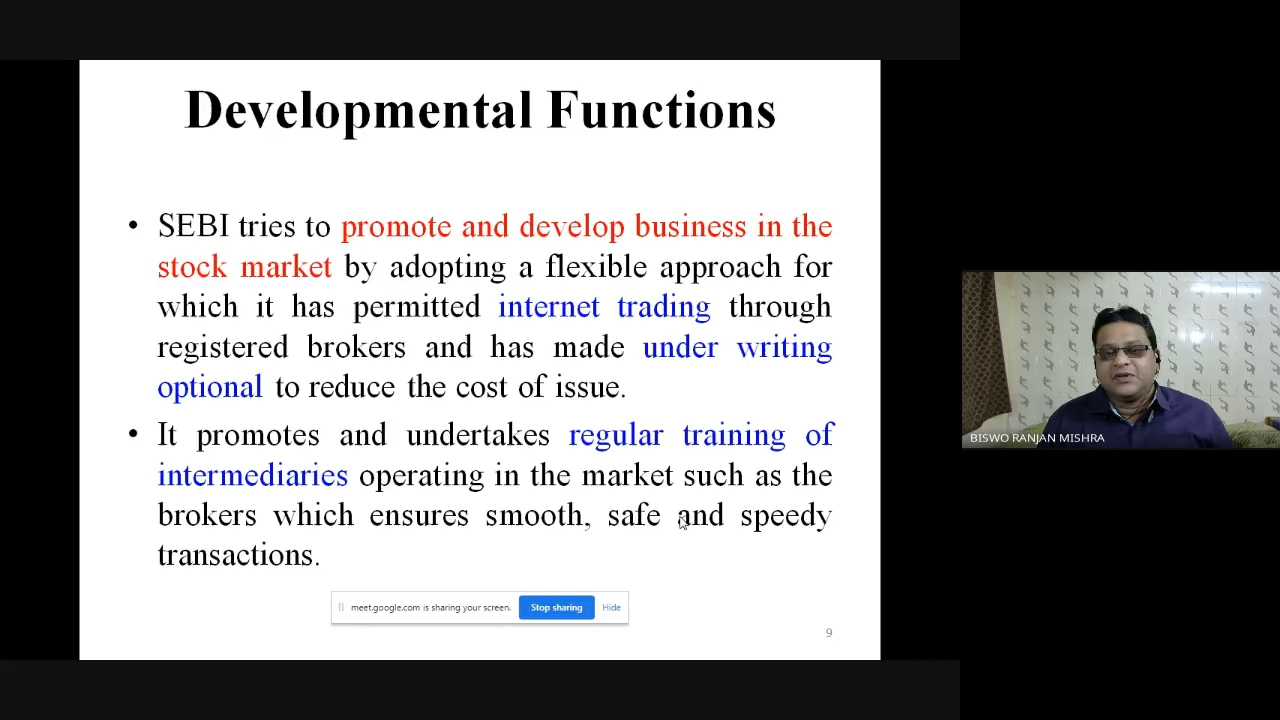 Developmental Functions
• SEBI tries to promote and develop business in the
stock market by adopting a flexible approach for
which it has permitted internet trading through
registered brokers and has made under writing
optional to reduce the cost of issue.
• It promotes and undertakes regular training of
intermediaries operating in the market such as the
brokers which ensures smooth, safe and speedy
transactions.
meet.google.com is sharing your screen. Stop sharing Hide
9
BISWO RANJAN MISHRA